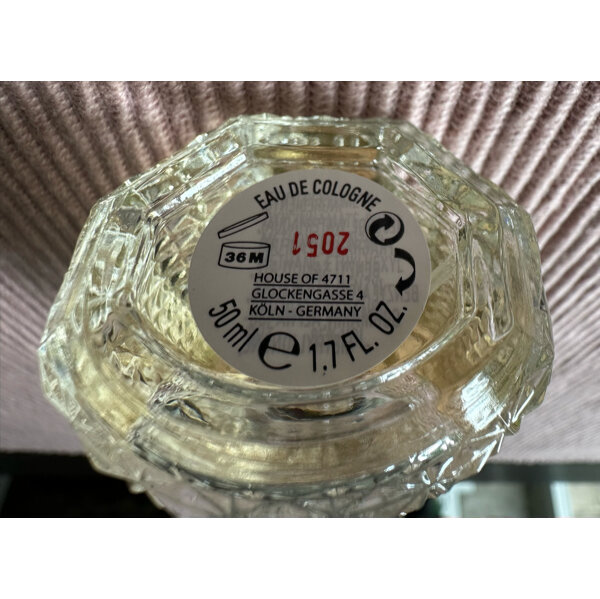 EAU DE COLOGNE
2051
36M
HOUSE OF 4711
GLOCKENGASSE 4
KÖLN - GERMANY
50 ml e 1,7 FL. OZ.